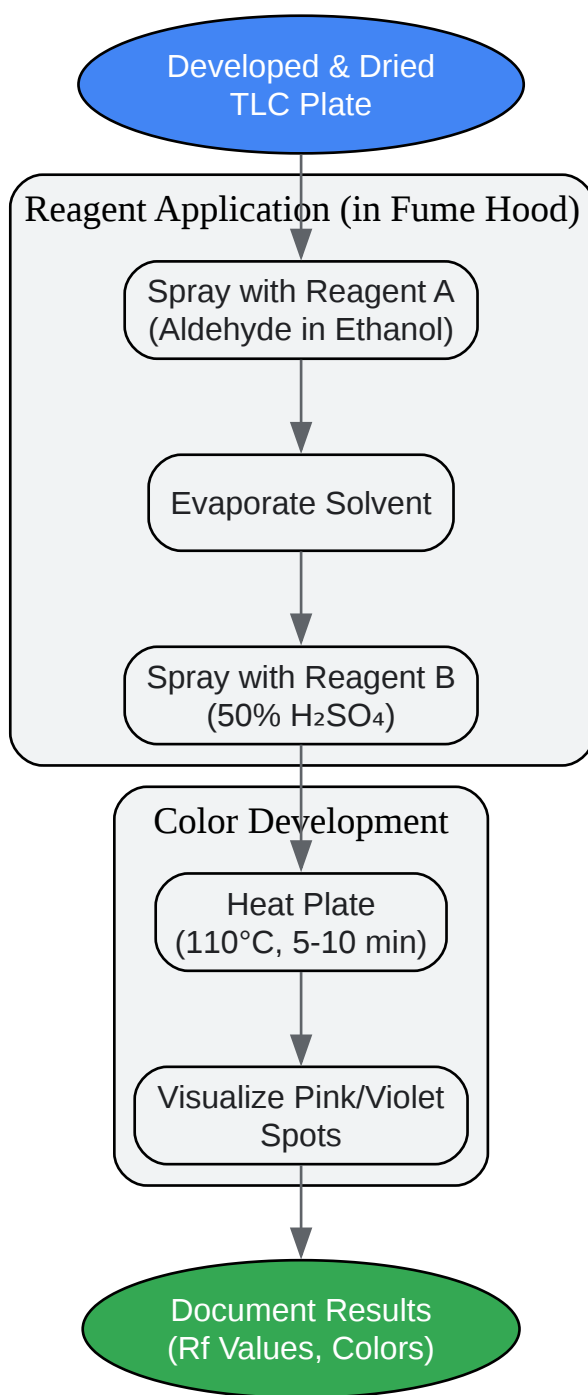 Developed & Dried
TLC Plate
Reagent Application (in Fume Hood)
Spray with Reagent A
(Aldehyde in Ethanol)
Evaporate Solvent
Spray with Reagent B
(50% H₂SO₄)
Color Development
Heat Plate
(110°C, 5-10 min)
Visualize Pink/Violet
Spots
Document Results
(Rf Values, Colors)